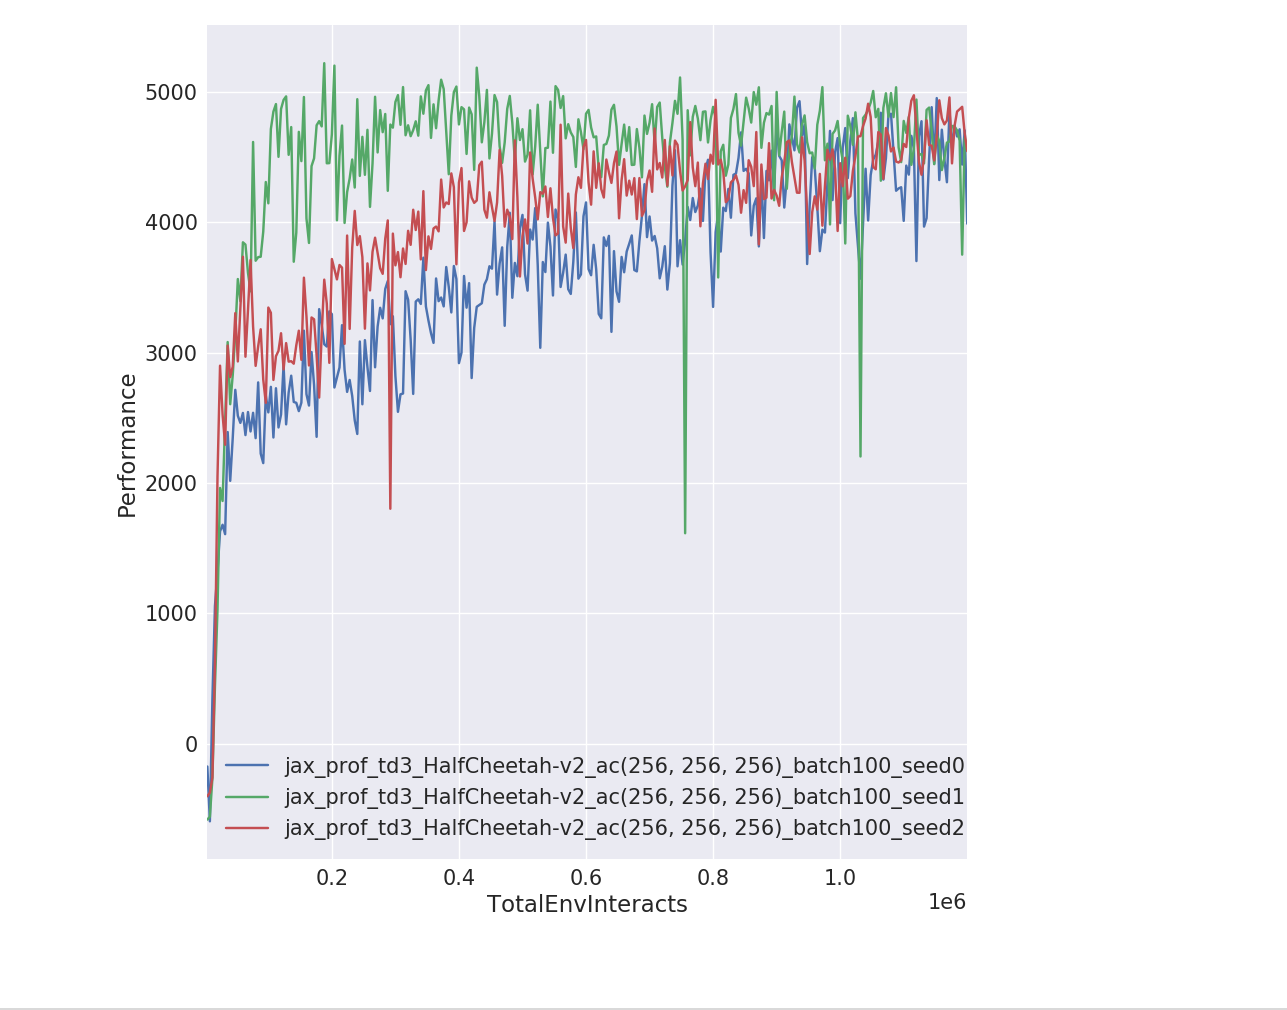 5000
4000
3000
2000
1000
0
Performance
jax_prof_td3_HalfCheetah-v2_ac(256, 256, 256)_batch100_seed0
jax_prof_td3_HalfCheetah-v2_ac(256, 256, 256)_batch100_seed1
jax_prof_td3_HalfCheetah-v2_ac(256, 256, 256)_batch100_seed2
0.2 0.4 0.6 0.8 1.0
TotalEnvInteracts
1e6